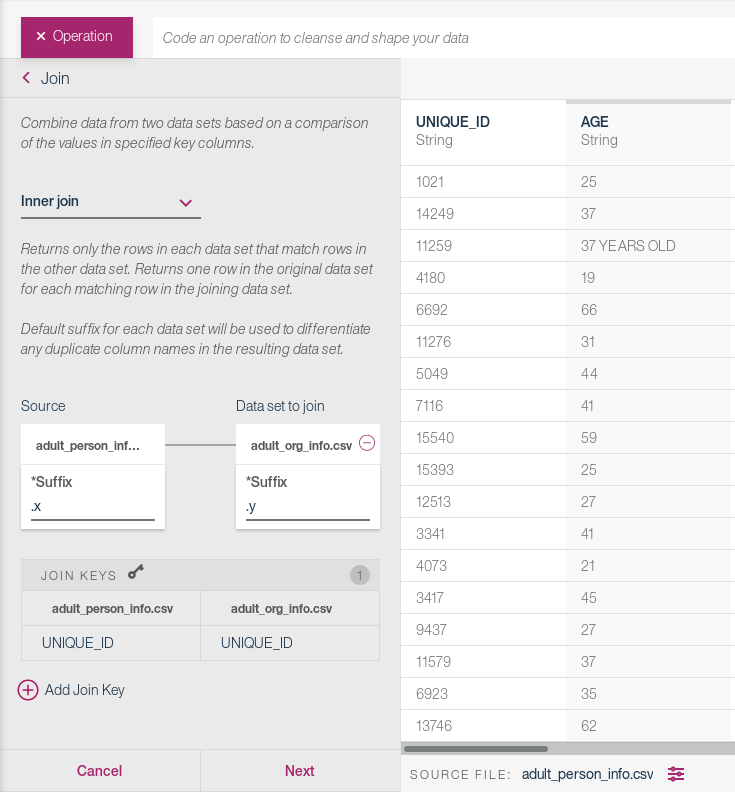 × Operation
Code an operation to cleanse and shape your data
Join
Combine data from two data sets based on a comparison
of the values in specified key columns.
Inner join
Returns only the rows in each data set that match rows in
the other data set. Returns one row in the original data set
for each matching row in the joining data set.
Default suffix for each data set will be used to differentiate
any duplicate column names in the resulting data set.
Source Data set to join
adult_person_inf... adult_org_info.csv
*Suffix *Suffix
.x .y
JOIN KEYS 1
adult_person_info.csv adult_org_info.csv
UNIQUE_ID UNIQUE_ID
Add Join Key
Cancel Next
UNIQUE_ID AGE
String String
1021 25
14249 37
11259 37 YEARS OLD
4180 19
6692 66
11276 31
5049 44
7116 41
15540 59
15393 25
12513 27
3341 41
4073 21
3417 45
9437 27
11579 37
6923 35
13746 62
SOURCE FILE: adult_person_info.csv